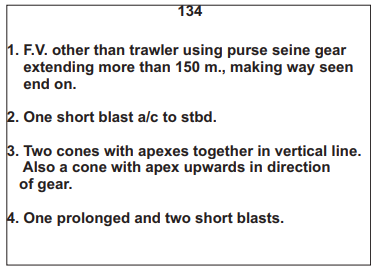 134
1. F.V. other than trawler using purse seine gear
extending more than 150 m., making way seen
end on.
2. One short blast a/c to stbd.
3. Two cones with apexes together in vertical line.
Also a cone with apex upwards in direction
of gear.
4. One prolonged and two short blasts.